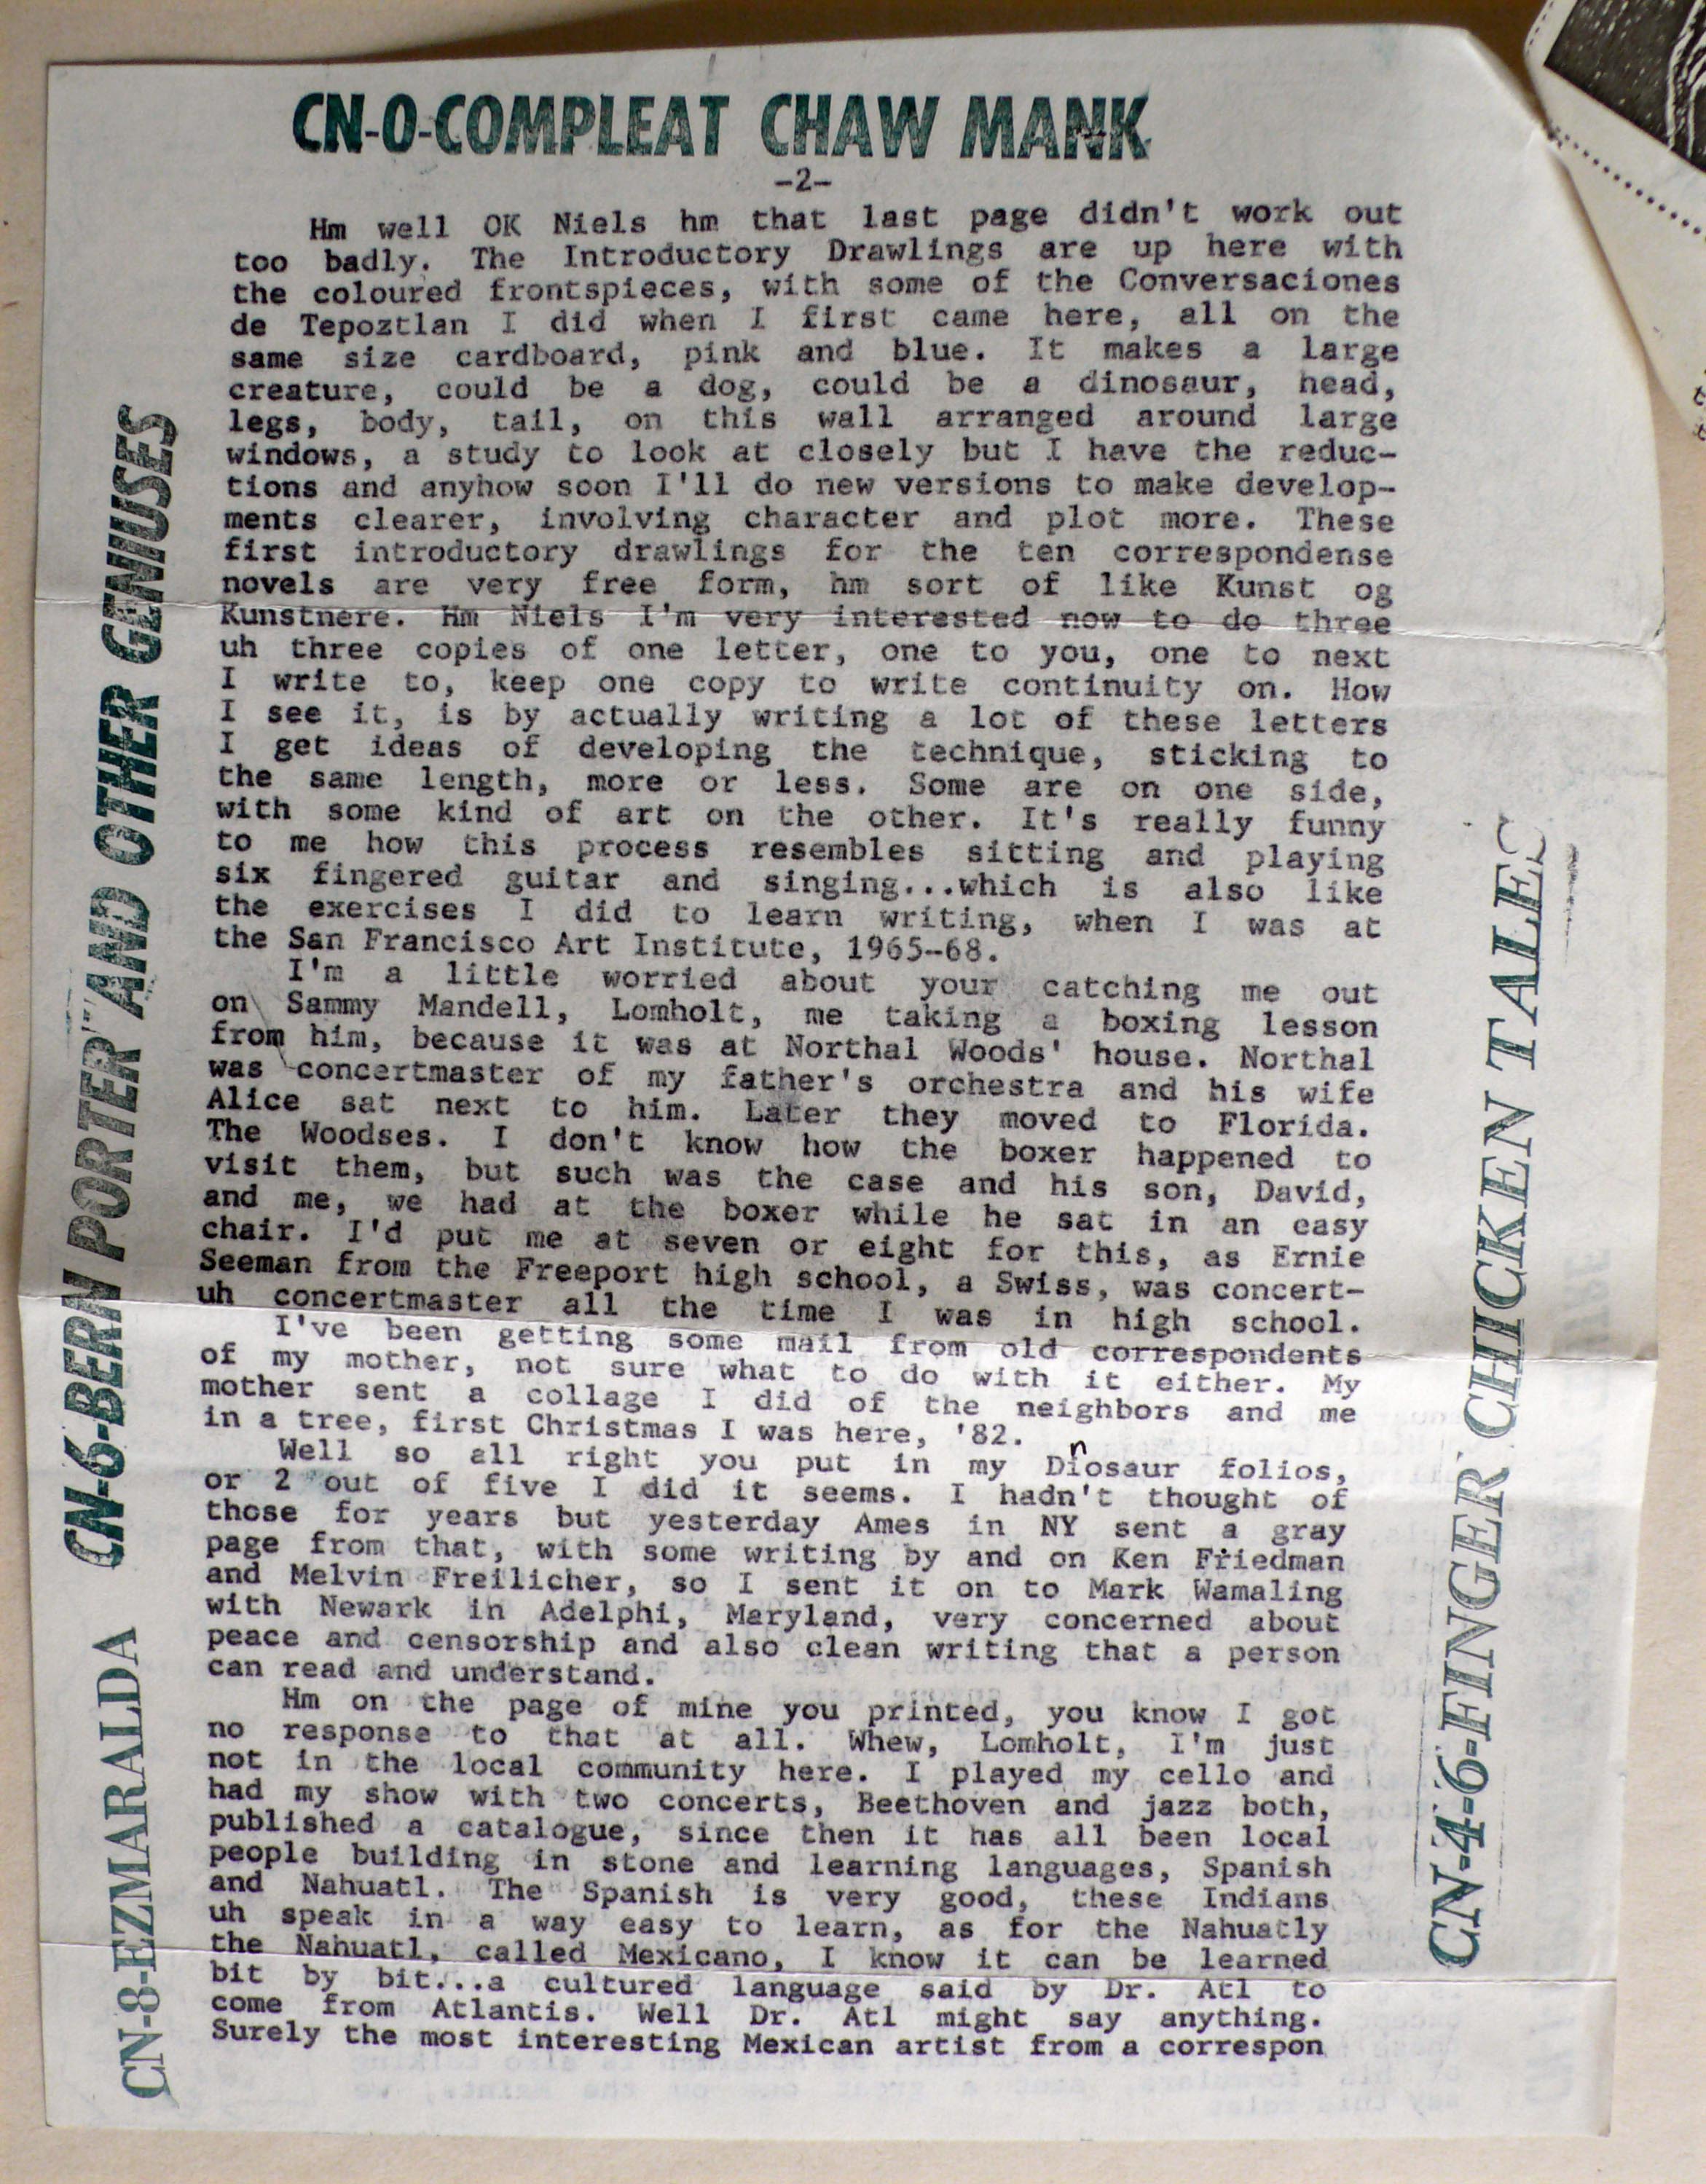 CN-0-COMPLEAT CHAW MANK
-2-
Hm well OK Niels hm that last page didn't work out
too badly. The Introductory Drawlings are up here with
the coloured frontspieces, with some of the Conversaciones
de Tepoztlan I did when I first came here, all on the
same size cardboard, pink and blue. It makes a large
creature, could be a dog, could be a dinosaur, head,
legs, body, tail, on this wall arranged around large
windows, a study to look at closely but I have the reduc-
tions and anyhow soon I'll do new versions to make develop-
ments clearer, involving character and plot more. These
first introductory drawlings for the ten correspondense
novels are very free form, hm sort of like Kunst og
Kunstnere. Hm Niels I'm very interested now to do three
uh three copies of one letter, one to you, one to next
I write to, keep one copy to write continuity on. How
I see it, is by actually writing a lot of these letters
I get ideas of developing the technique, sticking to
the same length, more or less. Some are on one side,
with some kind of art on the other. It's really funny
to me how this process resembles sitting and playing
six fingered guitar and singing...which is also like
the exercises I did to learn writing, when I was at
the San Francisco Art Institute, 1965-68.
I'm a little worried about your catching me out
on Sammy Mandell, Lomholt, me taking a boxing lesson
from him, because it was at Northal Woods' house. Northal
was concertmaster of my father's orchestra and his wife
Alice sat next to him. Later they moved to Florida.
The Woodses. I don't know how the boxer happened to
visit them, but such was the case and his son, David,
and me, we had at the boxer while he sat in an easy
chair. I'd put me at seven or eight for this, as Ernie
Seeman from the Freeport high school, a Swiss, was concert-
uh concertmaster all the time I was in high school.
I've been getting some mail from old correspondents
of my mother, not sure what to do with it either. My
mother sent a collage I did of the neighbors and me
in a tree, first Christmas I was here, '82.
Well so all right you put in my Dinosaur folios,
or 2 out of five I did it seems. I hadn't thought of
those for years but yesterday Ames in NY sent a gray
page from that, with some writing by and on Ken Friedman
and Melvin Freilicher, so I sent it on to Mark Wamaling
with Newark in Adelphi, Maryland, very concerned about
peace and censorship and also clean writing that a person
can read and understand.
Hm on the page of mine you printed, you know I got
no response to that at all. Whew, Lomholt, I'm just
not in the local community here. I played my cello and
had my show with two concerts, Beethoven and jazz both,
published a catalogue, since then it has all been local
people building in stone and learning languages, Spanish
and Nahuatl. The Spanish is very good, these Indians
uh speak in a way easy to learn, as for the Nahuatly
the Nahuatl, called Mexicano, I know it can be learned
bit by bit...a cultured language said by Dr. Atl to
come from Atlantis. Well Dr. Atl might say anything.
Surely the most interesting Mexican artist from a correspon
CN-8-EZMARALDA
CN-6-BERN PORTER AND OTHER GENIUSES
CN-4-6-FINGER CHICKEN TALES